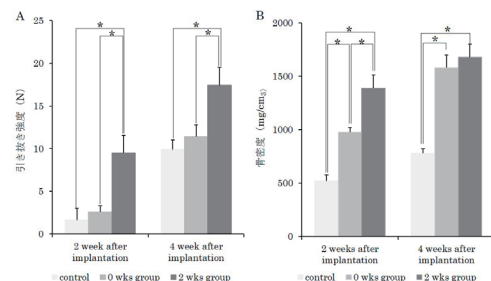 A
引き抜き強度 (N)
25
20
15
10
5
0
*
*
*
*
2 week after
implantation
4 week after
implantation
control 0 wks group 2 wks group
B
骨密度 (mg/cm3)
2000
1500
1000
500
0
*
*
*
*
*
2 weeks after
implantation
4 weeks after
implantation
control 0 wks group 2 wks group